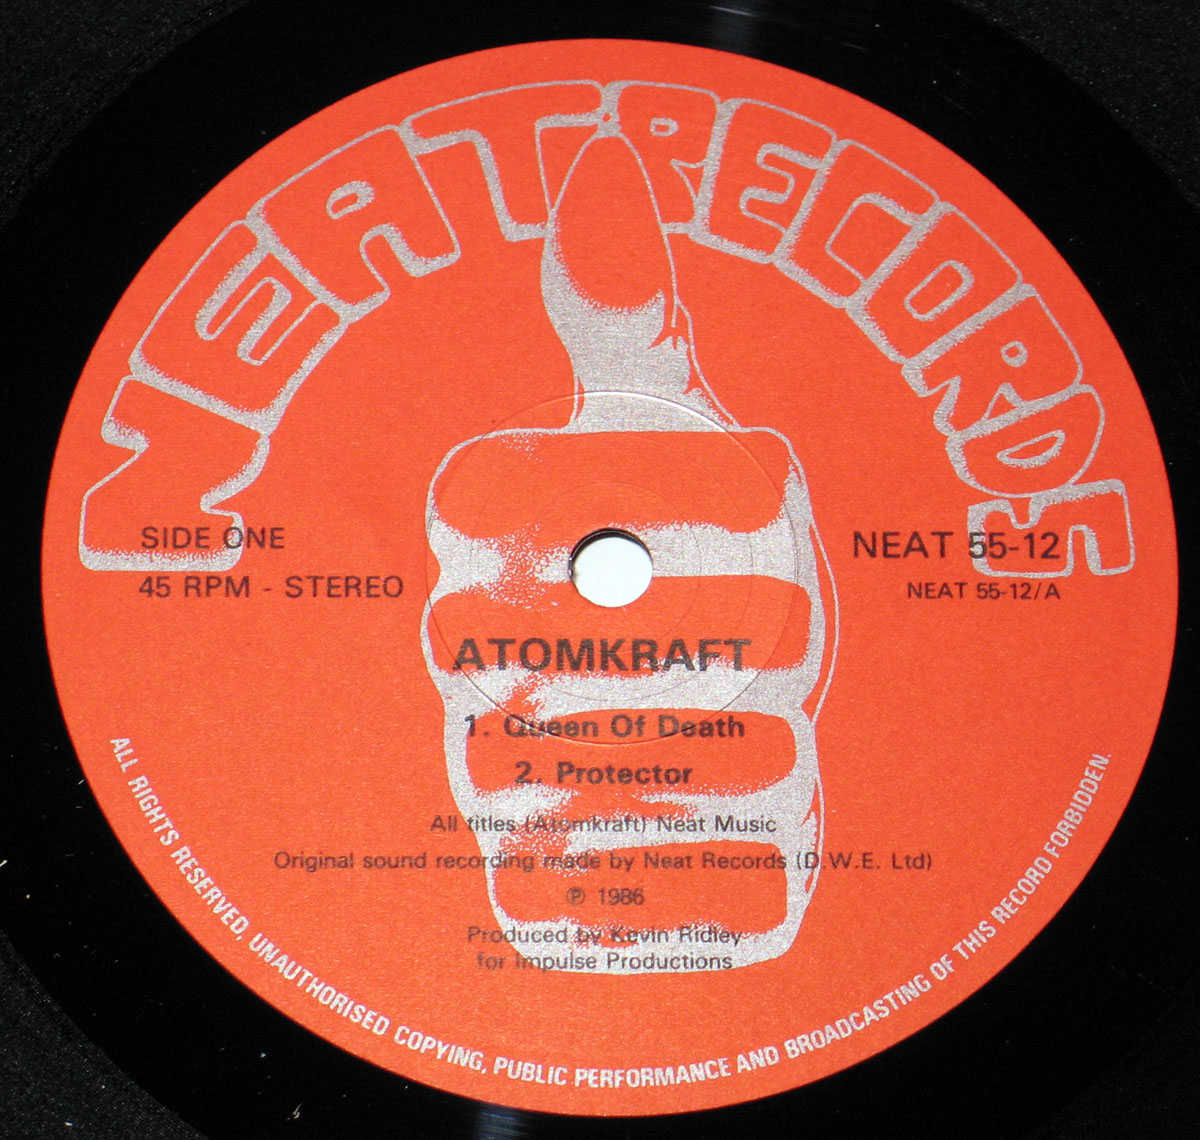 NEAT RECORDS
SIDE ONE
45 RPM - STEREO
NEAT 55-12
NEAT 55-12/A
ATOMKRAFT
1. Queen Of Death
2. Protector
All titles (Atomkraft) Neat Music
Original sound recording made by Neat Records (D.W.E. Ltd)
℗ 1986
Produced by Kevin Ridley
for Impulse Productions
ALL RIGHTS RESERVED, UNAUTHORISED COPYING, PUBLIC PERFORMANCE AND BROADCASTING OF THIS RECORD FORBIDDEN.